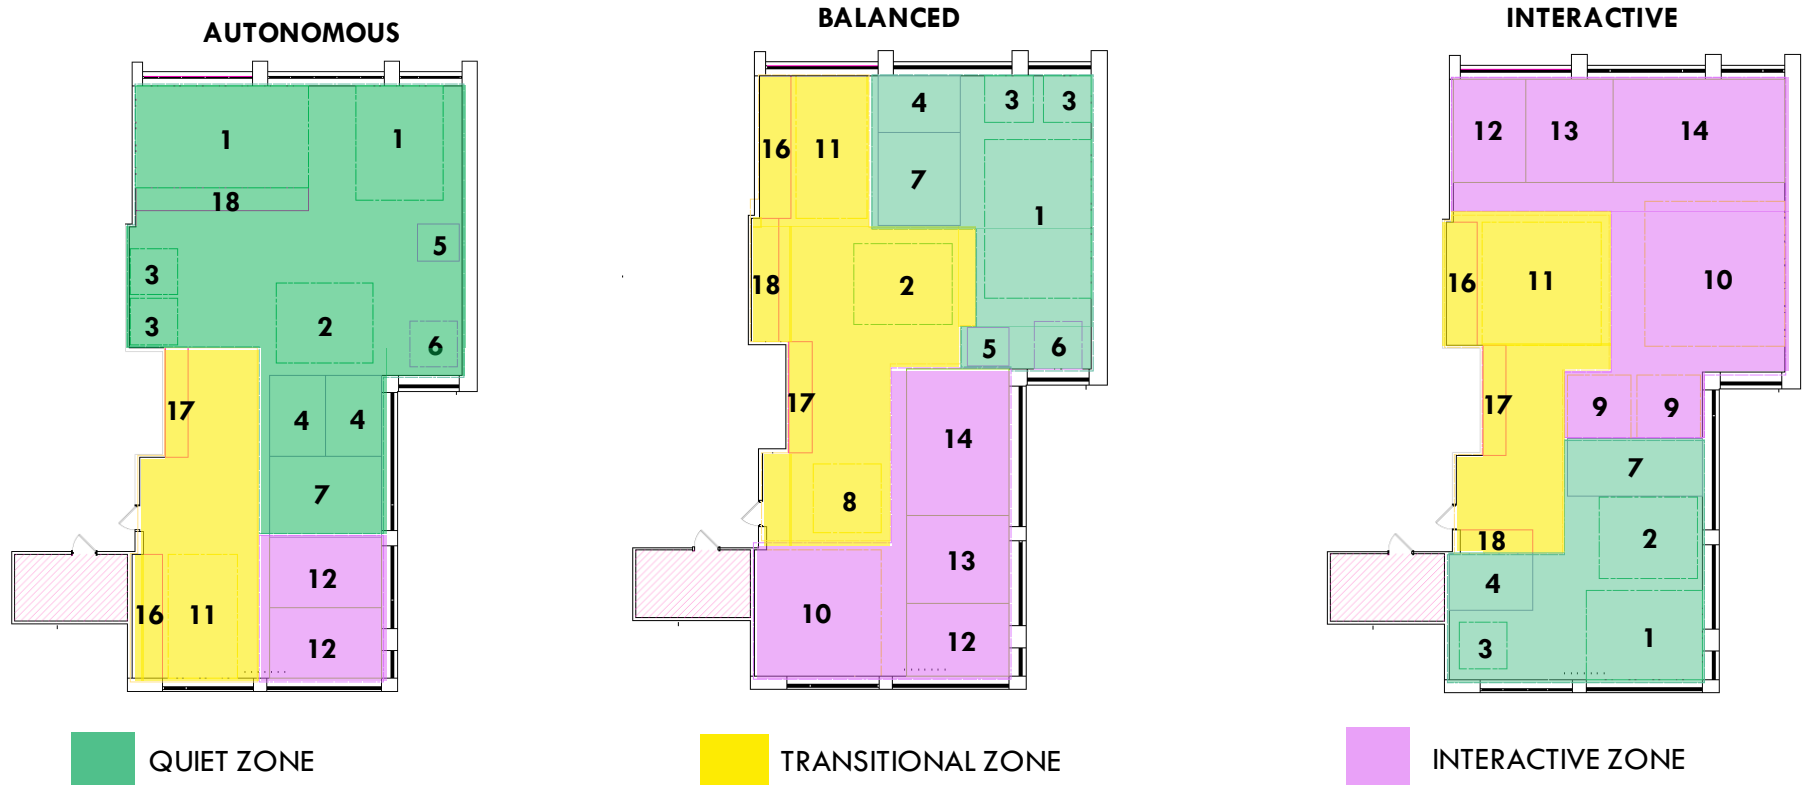 AUTONOMOUS
1 1
18
5
3
2
3
6
17
4 4
7
12
16 11
12
BALANCED
4 3 3
16 11
7
1
18 2
5 6
17
14
8
13
10
12
INTERACTIVE
12 13 14
16 11 10
17 9 9
7
18 2
4
3 1
QUIET ZONE
TRANSITIONAL ZONE
INTERACTIVE ZONE